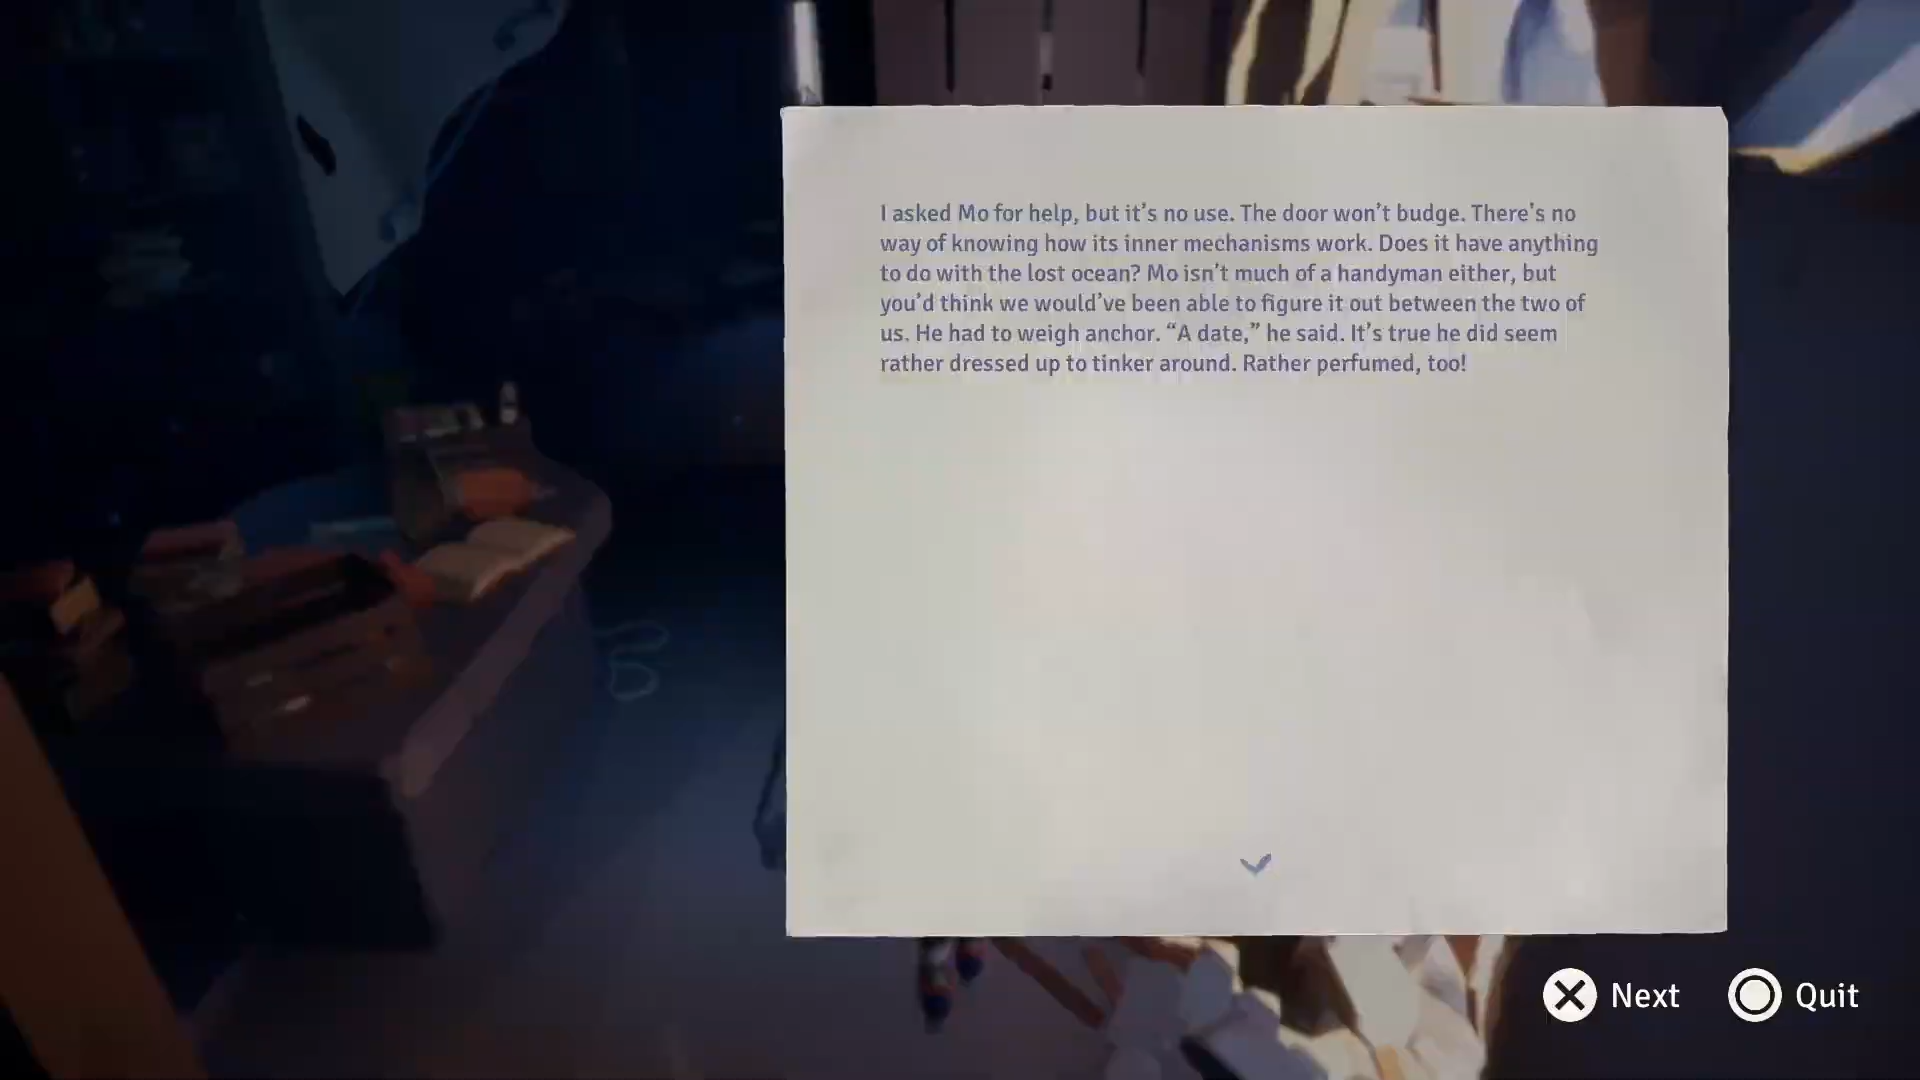 I asked Mo for help, but it’s no use. The door won’t budge. There’s no
way of knowing how its inner mechanisms work. Does it have anything
to do with the lost ocean? Mo isn’t much of a handyman either, but
you’d think we would’ve been able to figure it out between the two of
us. He had to weigh anchor. “A date,” he said. It’s true he did seem
rather dressed up to tinker around. Rather perfumed, too!
Next
Quit